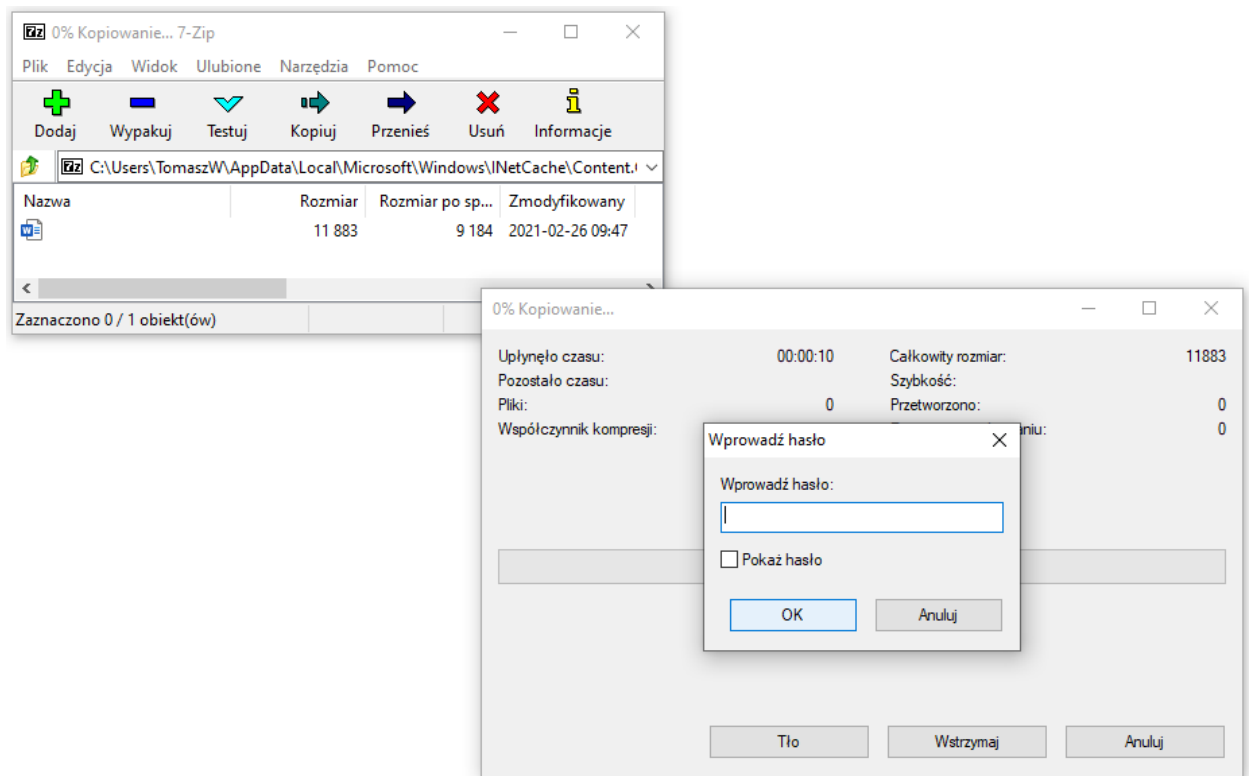 0% Kopiowanie... 7-Zip
Plik Edycja Widok Ulubione Narzędzia Pomoc
Dodaj Wypakuj Testuj Kopiuj Przenieś Usuń Informacje
C:\Users\TomaszW\AppData\Local\Microsoft\Windows\INetCache\Content.
Nazwa Rozmiar Rozmiar po sp... Zmodyfikowany
11 883 9 184 2021-02-26 09:47
Zaznaczono 0 / 1 obiekt(ów)
0% Kopiowanie...
Upłynęło czasu: 00:00:10 Całkowity rozmiar: 11883
Pozostało czasu: Szybkość:
Pliki: 0 Przetworzono: 0
Współczynnik kompresji: 0
Wprowadź hasło
Wprowadź hasło:
Pokaż hasło
OK Anuluj
Tło Wstrzymaj Anuluj